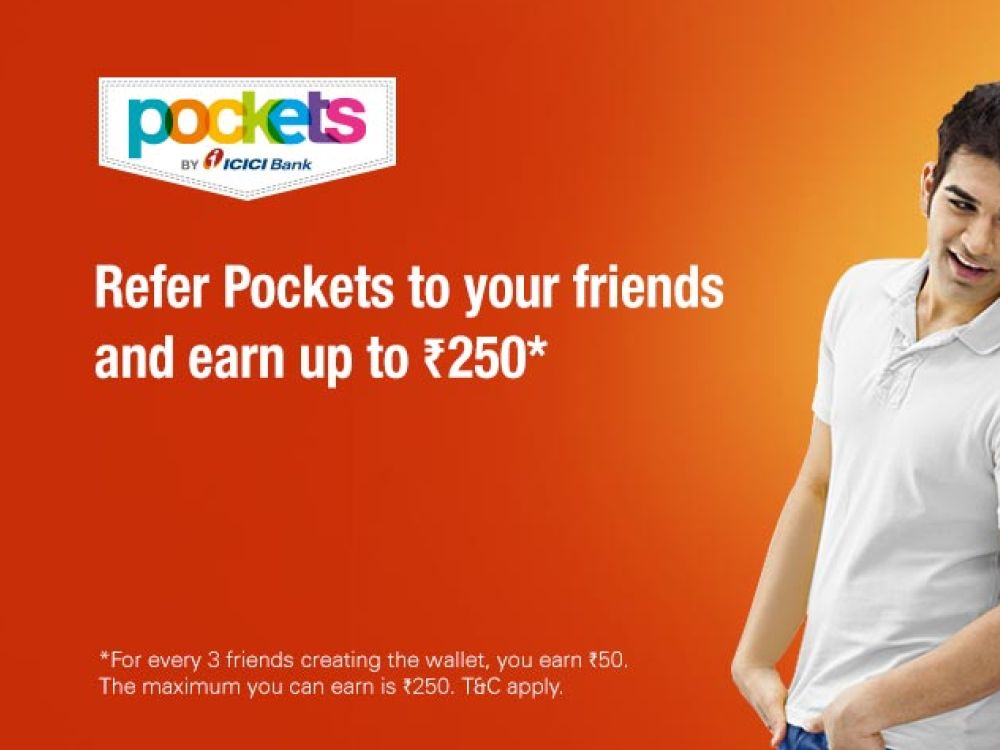 pockets
BY ICICI Bank
Refer Pockets to your friends
and earn up to ₹250*
*For every 3 friends creating the wallet, you earn ₹50.
The maximum you can earn is ₹250. T&C apply.